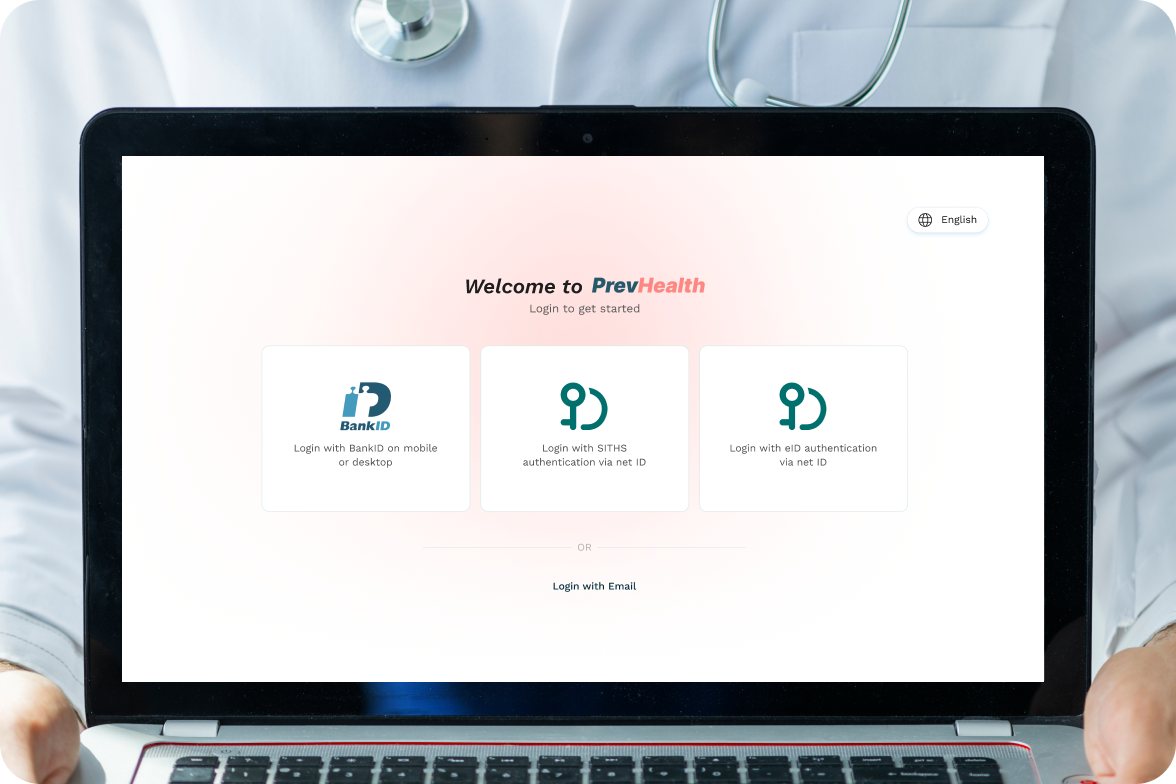 English
Welcome to PrevHealth
Login to get started
BankID
Login with BankID on mobile
or desktop
Login with SITHS
authentication via net ID
Login with eID authentication
via net ID
OR
Login with Email